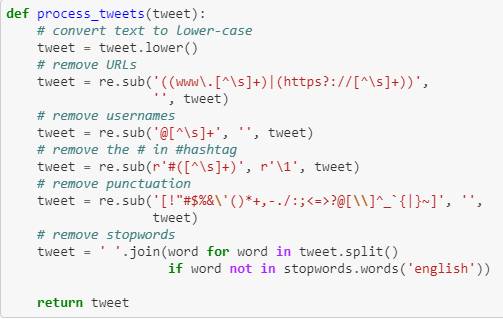 def process_tweets(tweet):
    # convert text to lower-case
    tweet = tweet.lower()
    # remove URLs
    tweet = re.sub('((www\.[^\s]+)|(https?://[^\s]+))',
                   '', tweet)
    # remove usernames
    tweet = re.sub('@[^\s]+', '', tweet)
    # remove the # in #hashtag
    tweet = re.sub(r'#([^\s]+)', r'\1', tweet)
    # remove punctuation
    tweet = re.sub('[!"#$%&\'()*+,-./:;<=>?@[\\]^_`{|}~]', '',
                   tweet)
    # remove stopwords
    tweet = ' '.join(word for word in tweet.split()
                     if word not in stopwords.words('english'))
    return tweet